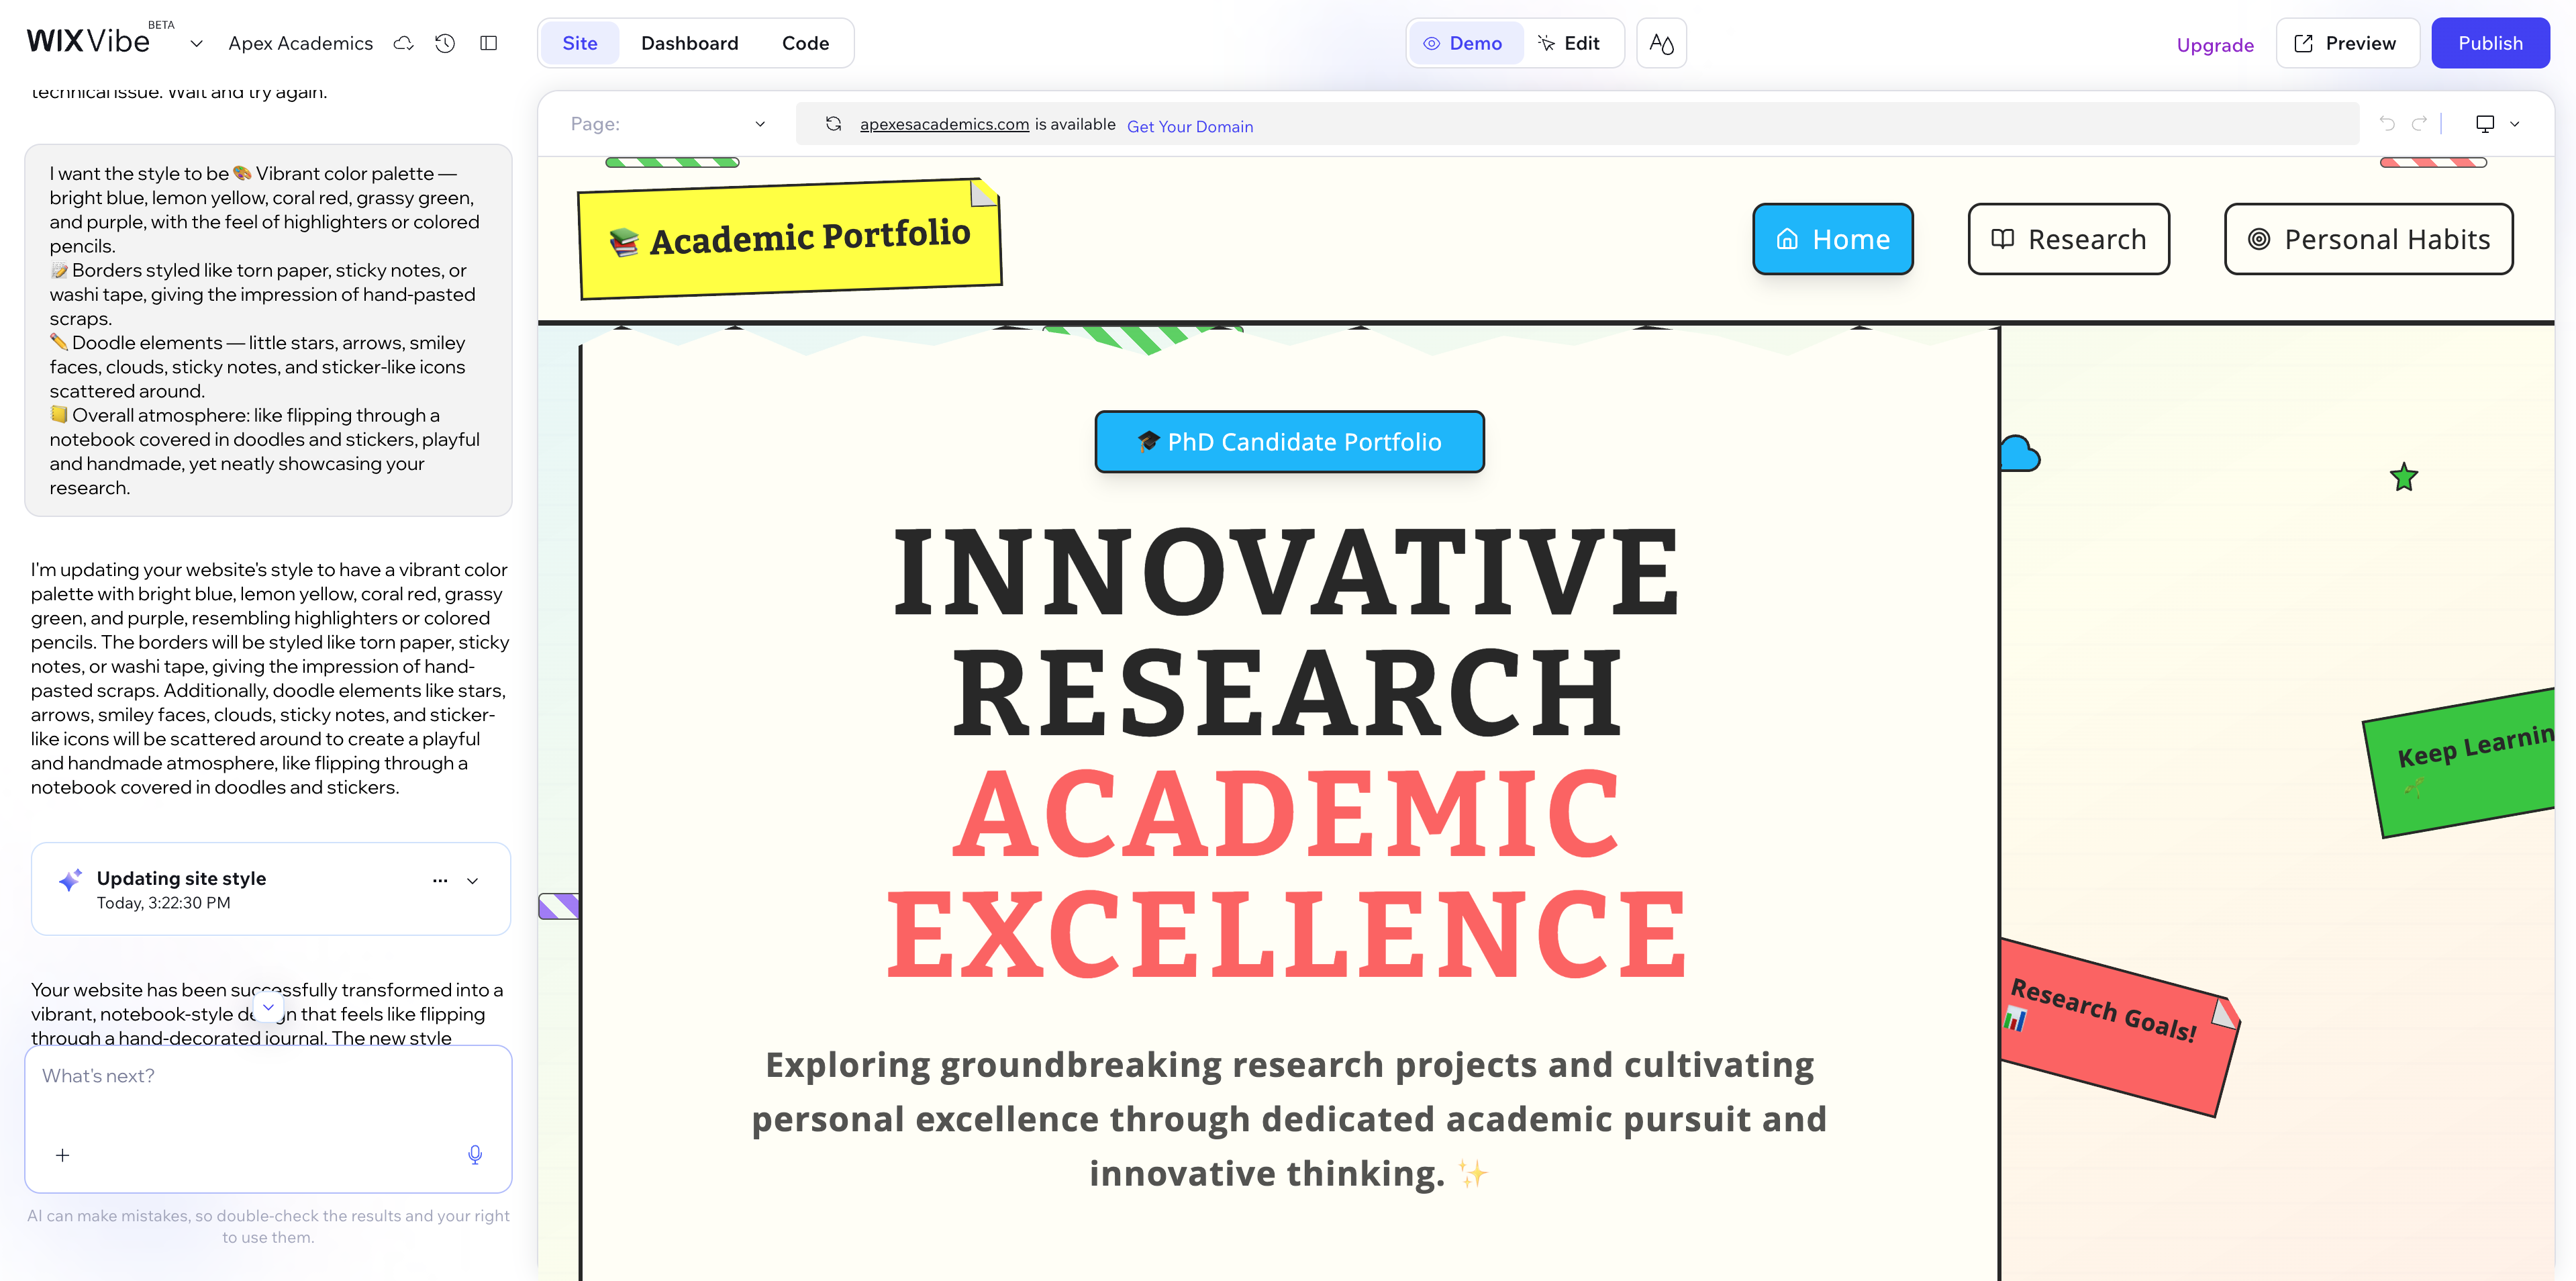 WIX Vibe BETA
Apex Academics
Site Dashboard Code
Demo Edit
Upgrade
Preview
Publish
technical issue. Wait and try again.
I want the style to be 🎨 Vibrant color palette —
bright blue, lemon yellow, coral red, grassy green,
and purple, with the feel of highlighters or colored
pencils.
📝 Borders styled like torn paper, sticky notes, or
washi tape, giving the impression of hand-pasted
scraps.
✏️ Doodle elements — little stars, arrows, smiley
faces, clouds, sticky notes, and sticker-like icons
scattered around.
📒 Overall atmosphere: like flipping through a
notebook covered in doodles and stickers, playful
and handmade, yet neatly showcasing your
research.
I'm updating your website's style to have a vibrant color
palette with bright blue, lemon yellow, coral red, grassy
green, and purple, resembling highlighters or colored
pencils. The borders will be styled like torn paper, sticky
notes, or washi tape, giving the impression of hand-
pasted scraps. Additionally, doodle elements like stars,
arrows, smiley faces, clouds, sticky notes, and sticker-
like icons will be scattered around to create a playful
and handmade atmosphere, like flipping through a
notebook covered in doodles and stickers.
Updating site style
Today, 3:22:30 PM
Your website has been successfully transformed into a
vibrant, notebook-style design that feels like flipping
through a hand-decorated journal. The new style
What's next?
AI can make mistakes, so double-check the results and your right
to use them.
Page:
apexesacademics.com is available Get Your Domain
📚 Academic Portfolio
Home
Research
Personal Habits
🎓 PhD Candidate Portfolio
INNOVATIVE
RESEARCH
ACADEMIC
EXCELLENCE
Exploring groundbreaking research projects and cultivating
personal excellence through dedicated academic pursuit and
innovative thinking. ✨
Keep Learnin
Research Goals!
📊